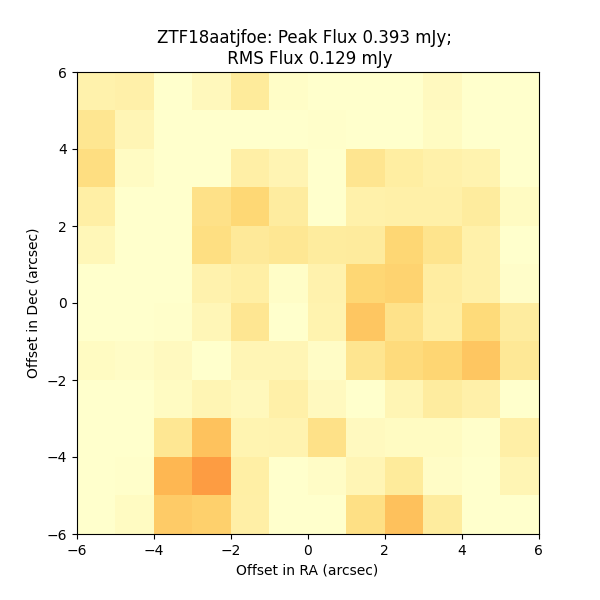 ZTF18aatjfoe: Peak Flux 0.393 mJy;
RMS Flux 0.129 mJy
6
4
2
0
−2
−4
−6
Offset in Dec (arcsec)
−6 −4 −2 0 2 4 6
Offset in RA (arcsec)